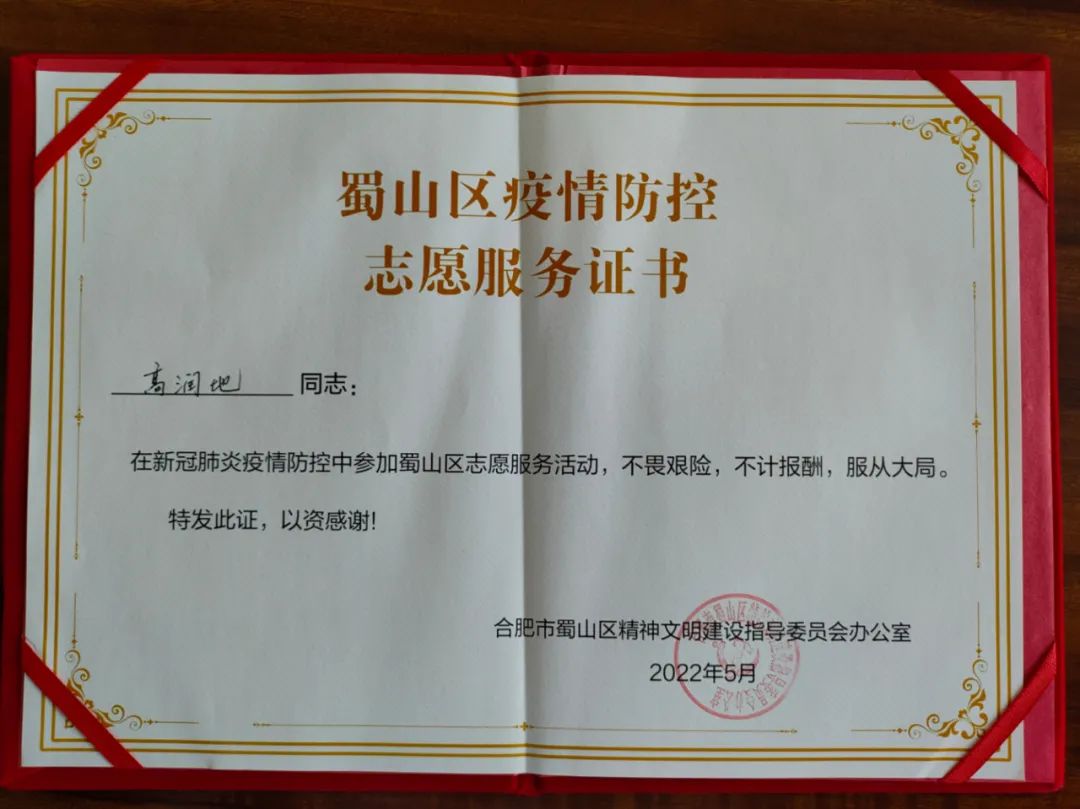 蜀山区疫情防控
志愿服务证书
高润地 同志：
在新冠肺炎疫情防控中参加蜀山区志愿服务活动，不畏艰险，不计报酬，服从大局。
特发此证，以资感谢！
合肥市蜀山区精神文明建设指导委员会办公室
2022年5月